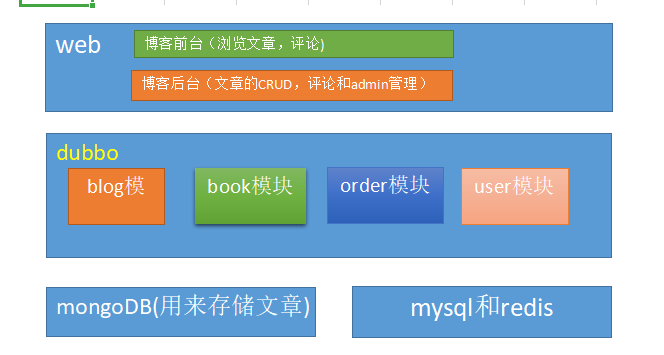 web
博客前台（浏览文章，评论）
博客后台（文章的CRUD，评论和admin管理）
dubbo
blog模
book模块
order模块
user模块
mongoDB(用来存储文章)
mysql和redis